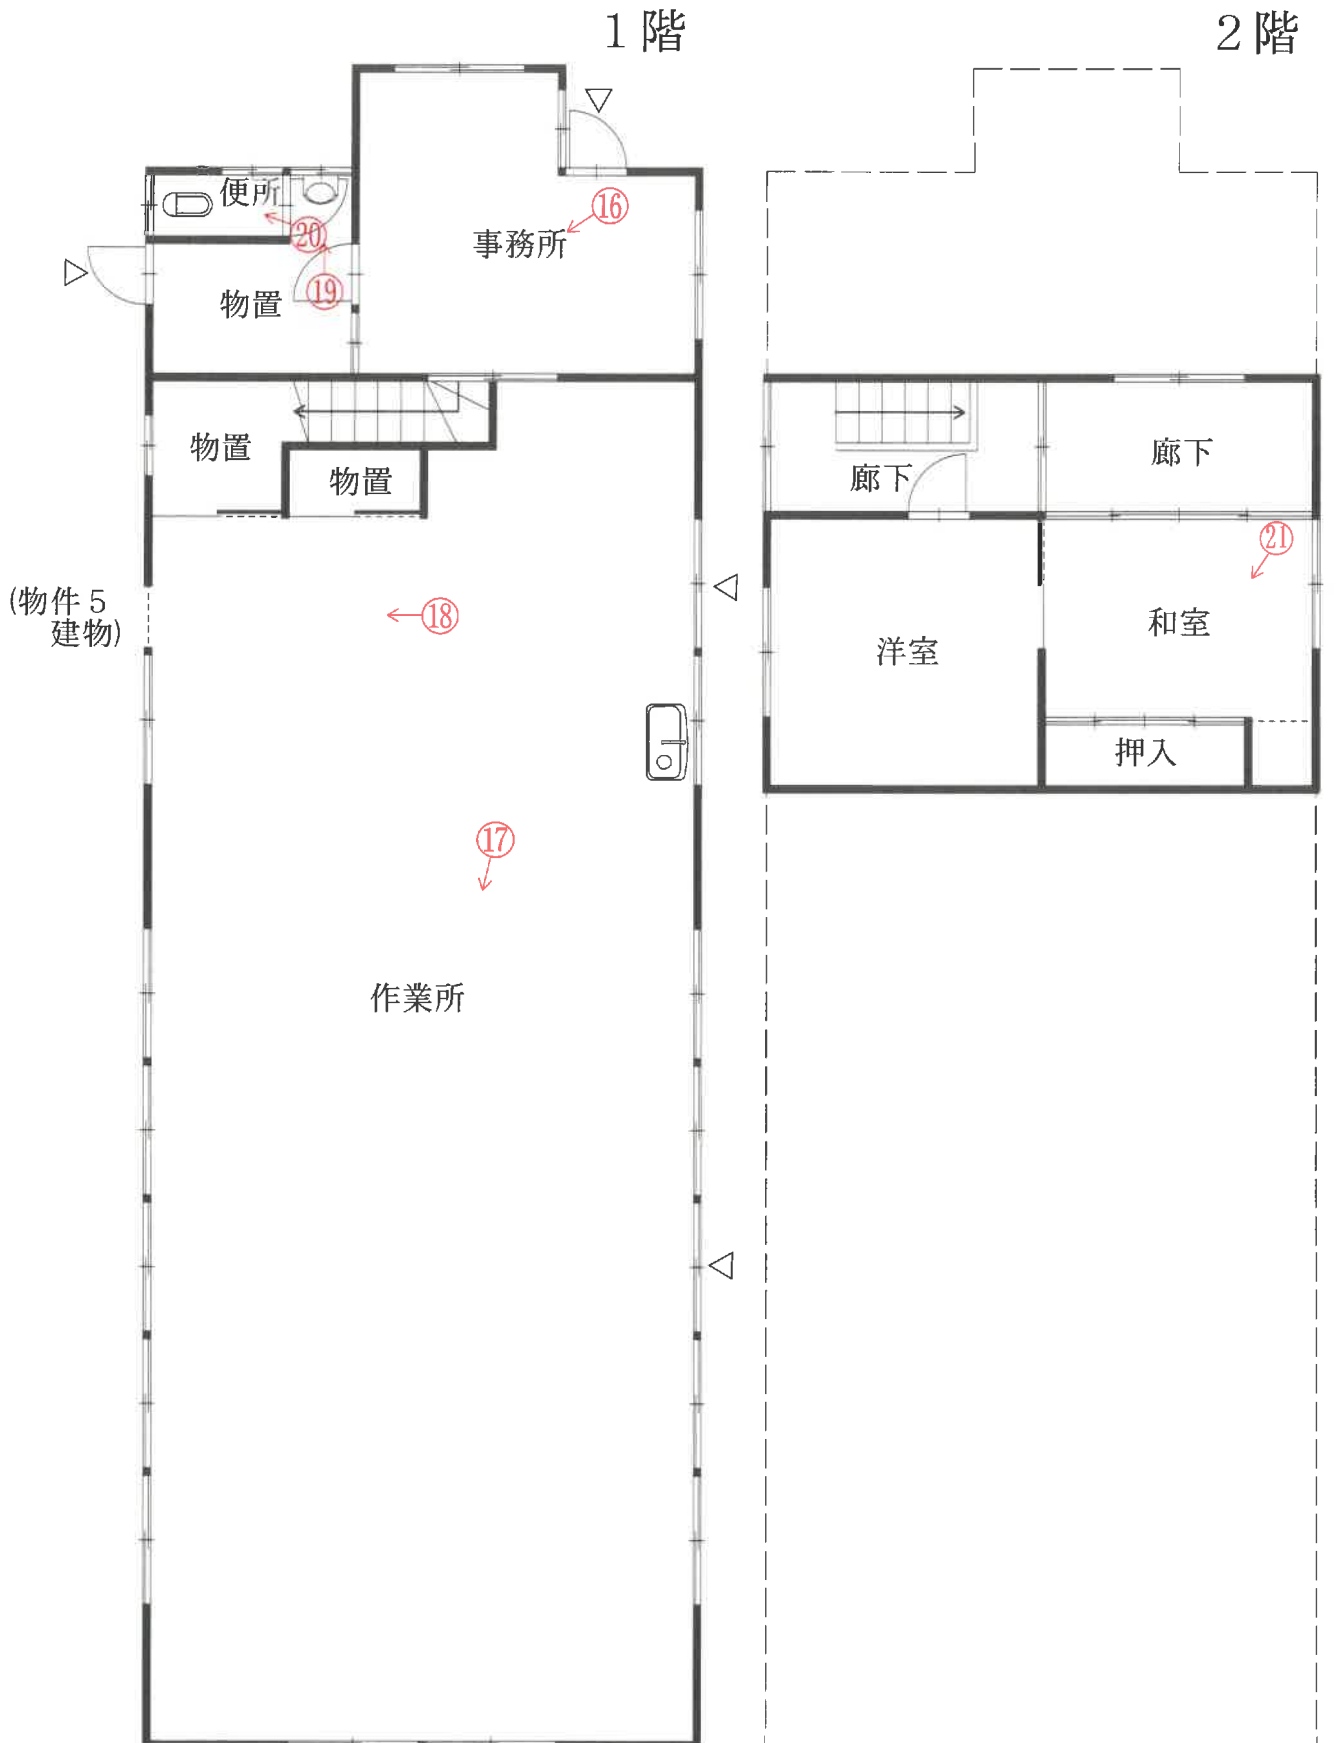 1階
2階
便所
⑯
事務所
⑳
⑲
物置
物置
物置
廊下
廊下
㉑
(物件5
建物)
⑱
和室
洋室
押入
⑰
作業所